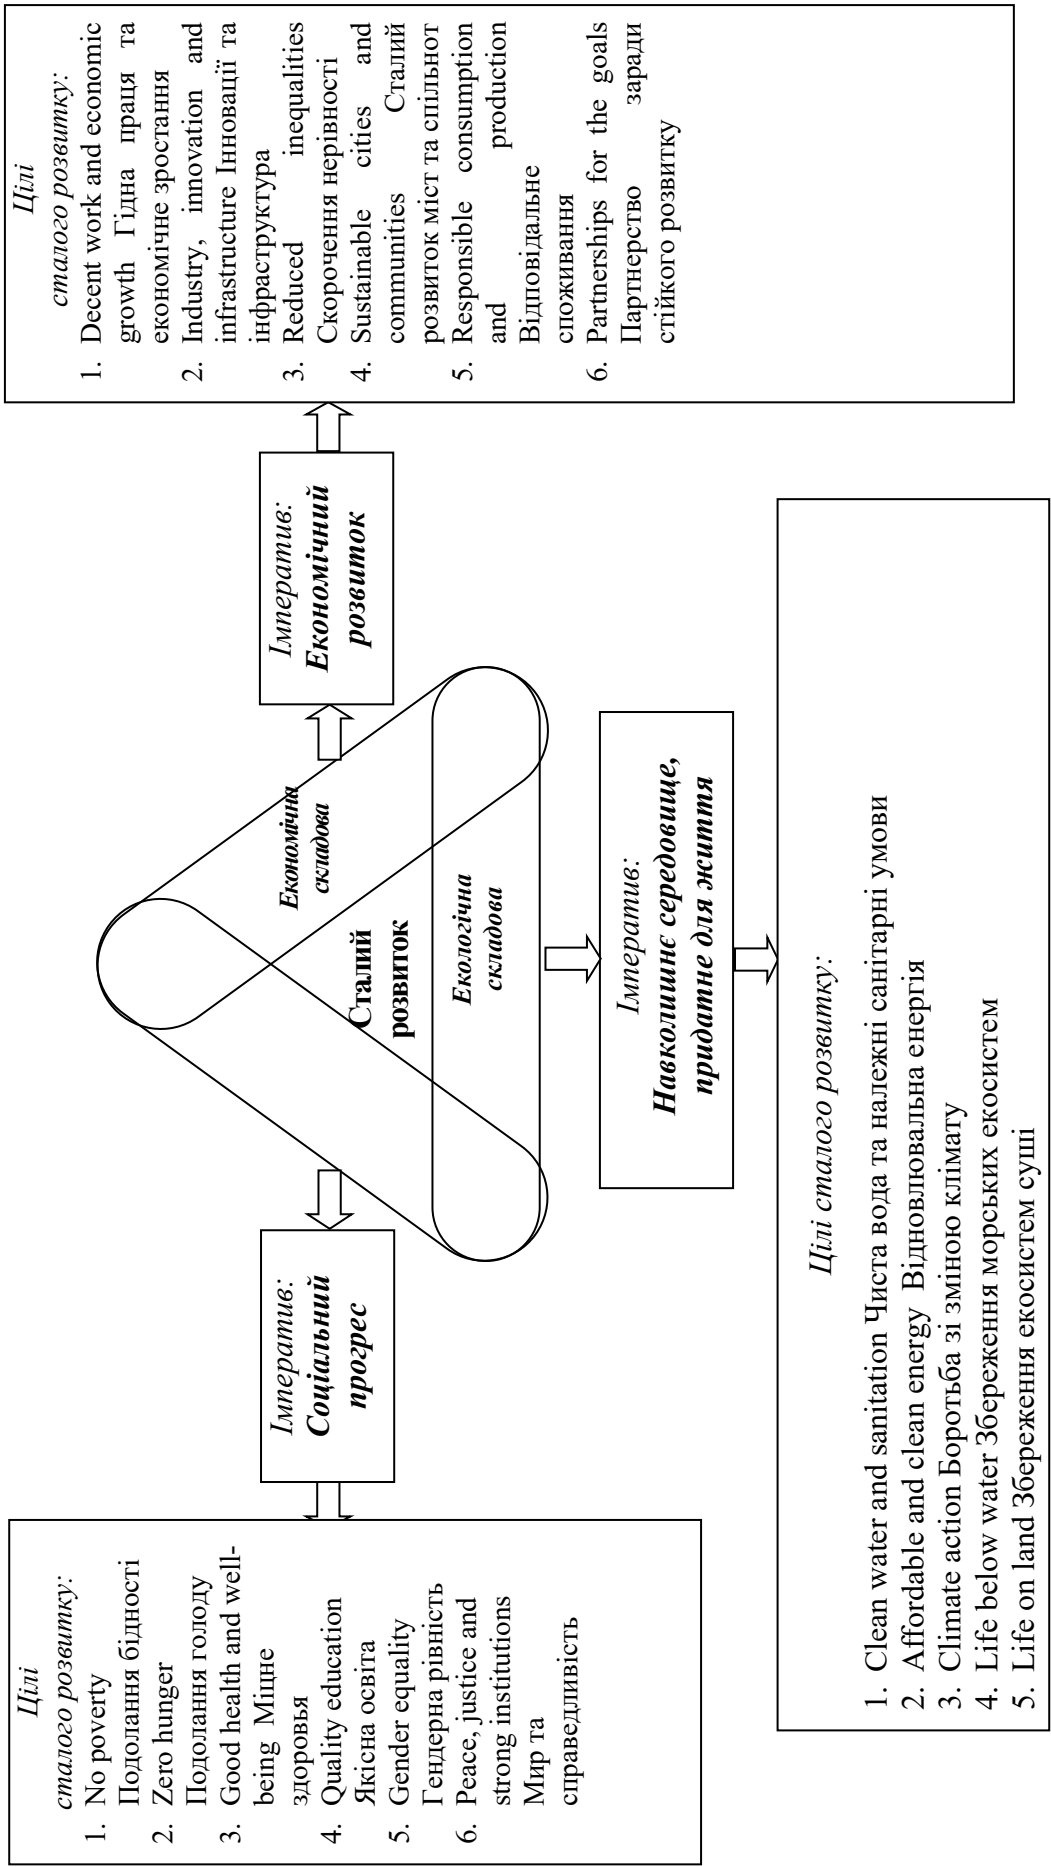 Цілі
сталого розвитку:
1. No poverty
Подолання бідності
2. Zero hunger
Подолання голоду
3. Good health and well-
being Міцне
здоровья
4. Quality education
Якісна освіта
5. Gender equality
Гендерна рівність
6. Peace, justice and
strong institutions
Мир та
справедливість
Імператив:
Соціальний
прогрес
Економічна
складова
Сталий
розвиток
Екологічна
складова
Імператив:
Економічний
розвиток
Цілі
сталого розвитку:
1. Decent work and economic
growth Гідна праця та
економічне зростання
2. Industry, innovation and
infrastructure Інновації та
інфраструктура
3. Reduced inequalities
Скорочення нерівності
4. Sustainable cities and
communities Сталий
розвиток міст та спільнот
5. Responsible consumption
and production
Відповідальне
споживання
6. Partnerships for the goals
Партнерство заради
стійкого розвитку
Імператив:
Навколишнє середовище,
придатне для життя
Цілі сталого розвитку:
1. Clean water and sanitation Чиста вода та належні санітарні умови
2. Affordable and clean energy Відновлювальна енергія
3. Climate action Боротьба зі зміною клімату
4. Life below water Збереження морських екосистем
5. Life on land Збереження екосистем суші